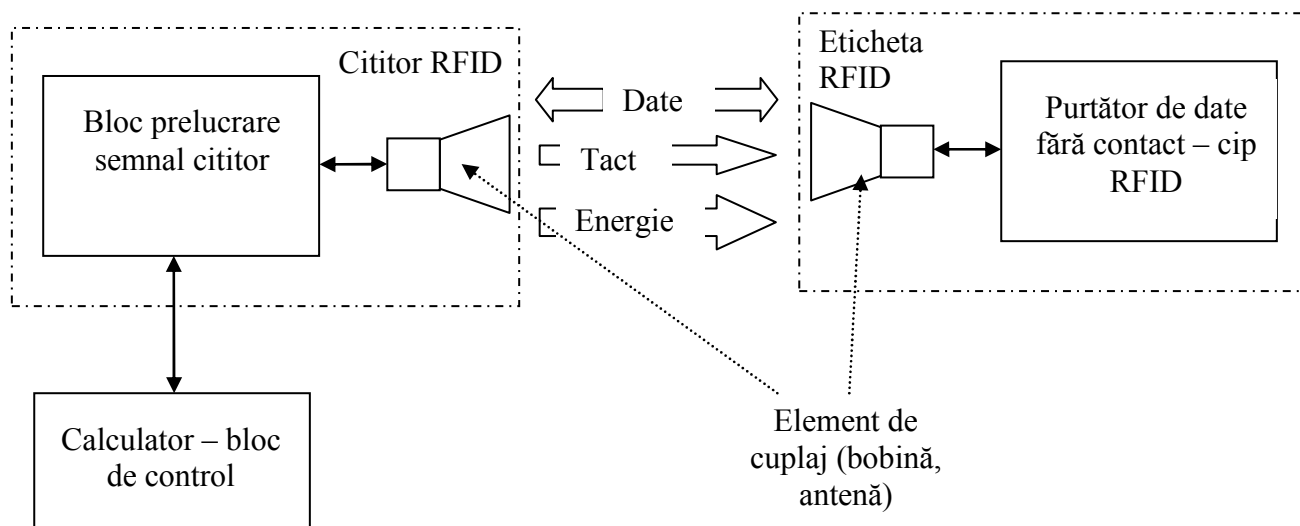 Cititor RFID
Bloc prelucrare
semnal cititor
Date
Tact
Energie
Eticheta
RFID
Purtător de date
fără contact – cip
RFID
Calculator – bloc
de control
Element de
cuplaj (bobină,
antenă)